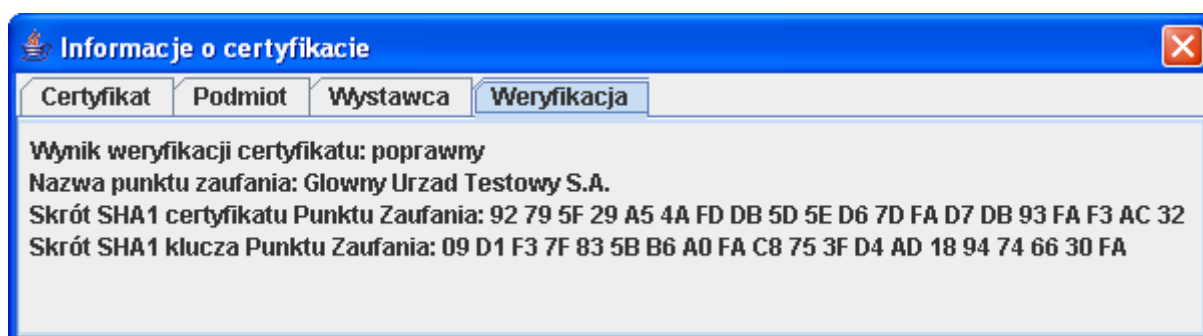 Informacje o certyfikacie
Certyfikat Podmiot Wystawca Weryfikacja
Wynik weryfikacji certyfikatu: poprawny
Nazwa punktu zaufania: Glowny Urzad Testowy S.A.
Skrót SHA1 certyfikatu Punktu Zaufania: 92 79 5F 29 A5 4A FD DB 5D 5E D6 7D FA D7 DB 93 FA F3 AC 32
Skrót SHA1 klucza Punktu Zaufania: 09 D1 F3 7F 83 5B B6 A0 FA C8 75 3F D4 AD 18 94 74 66 30 FA